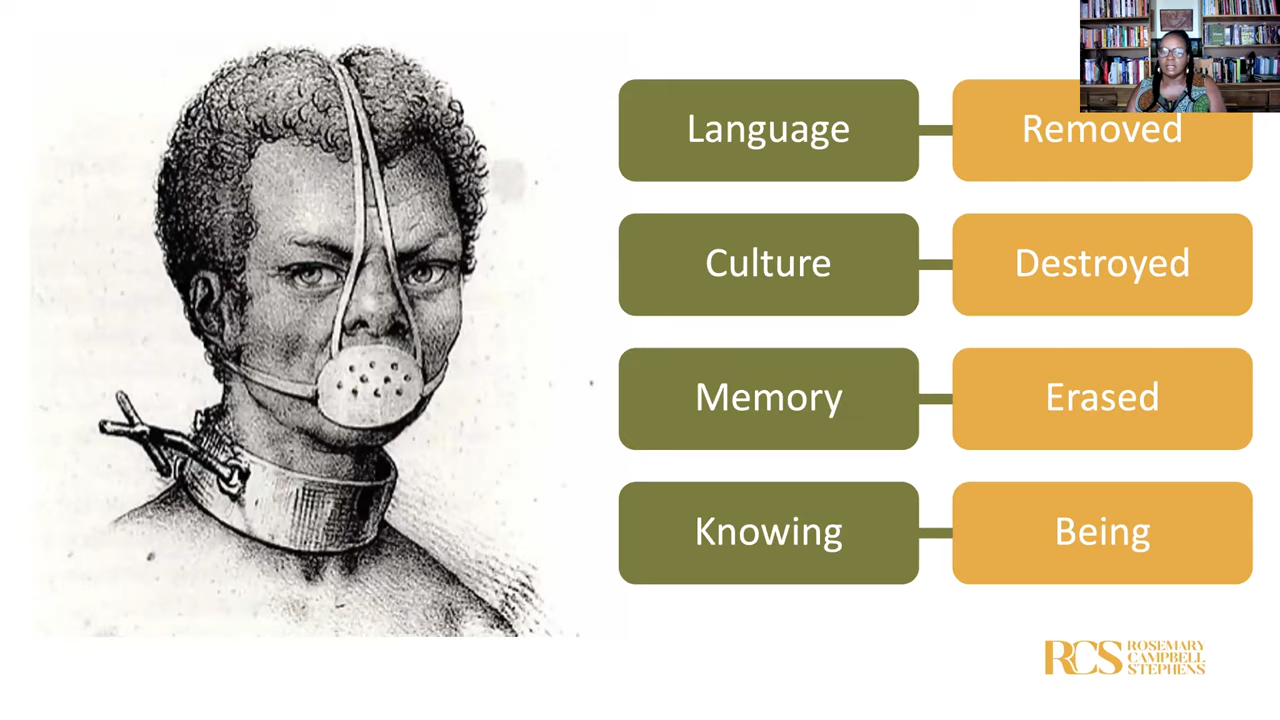 Language
Removed
Culture
Destroyed
Memory
Erased
Knowing
Being
RCS
ROSEMARY
CAMPBELL
STEPHENS